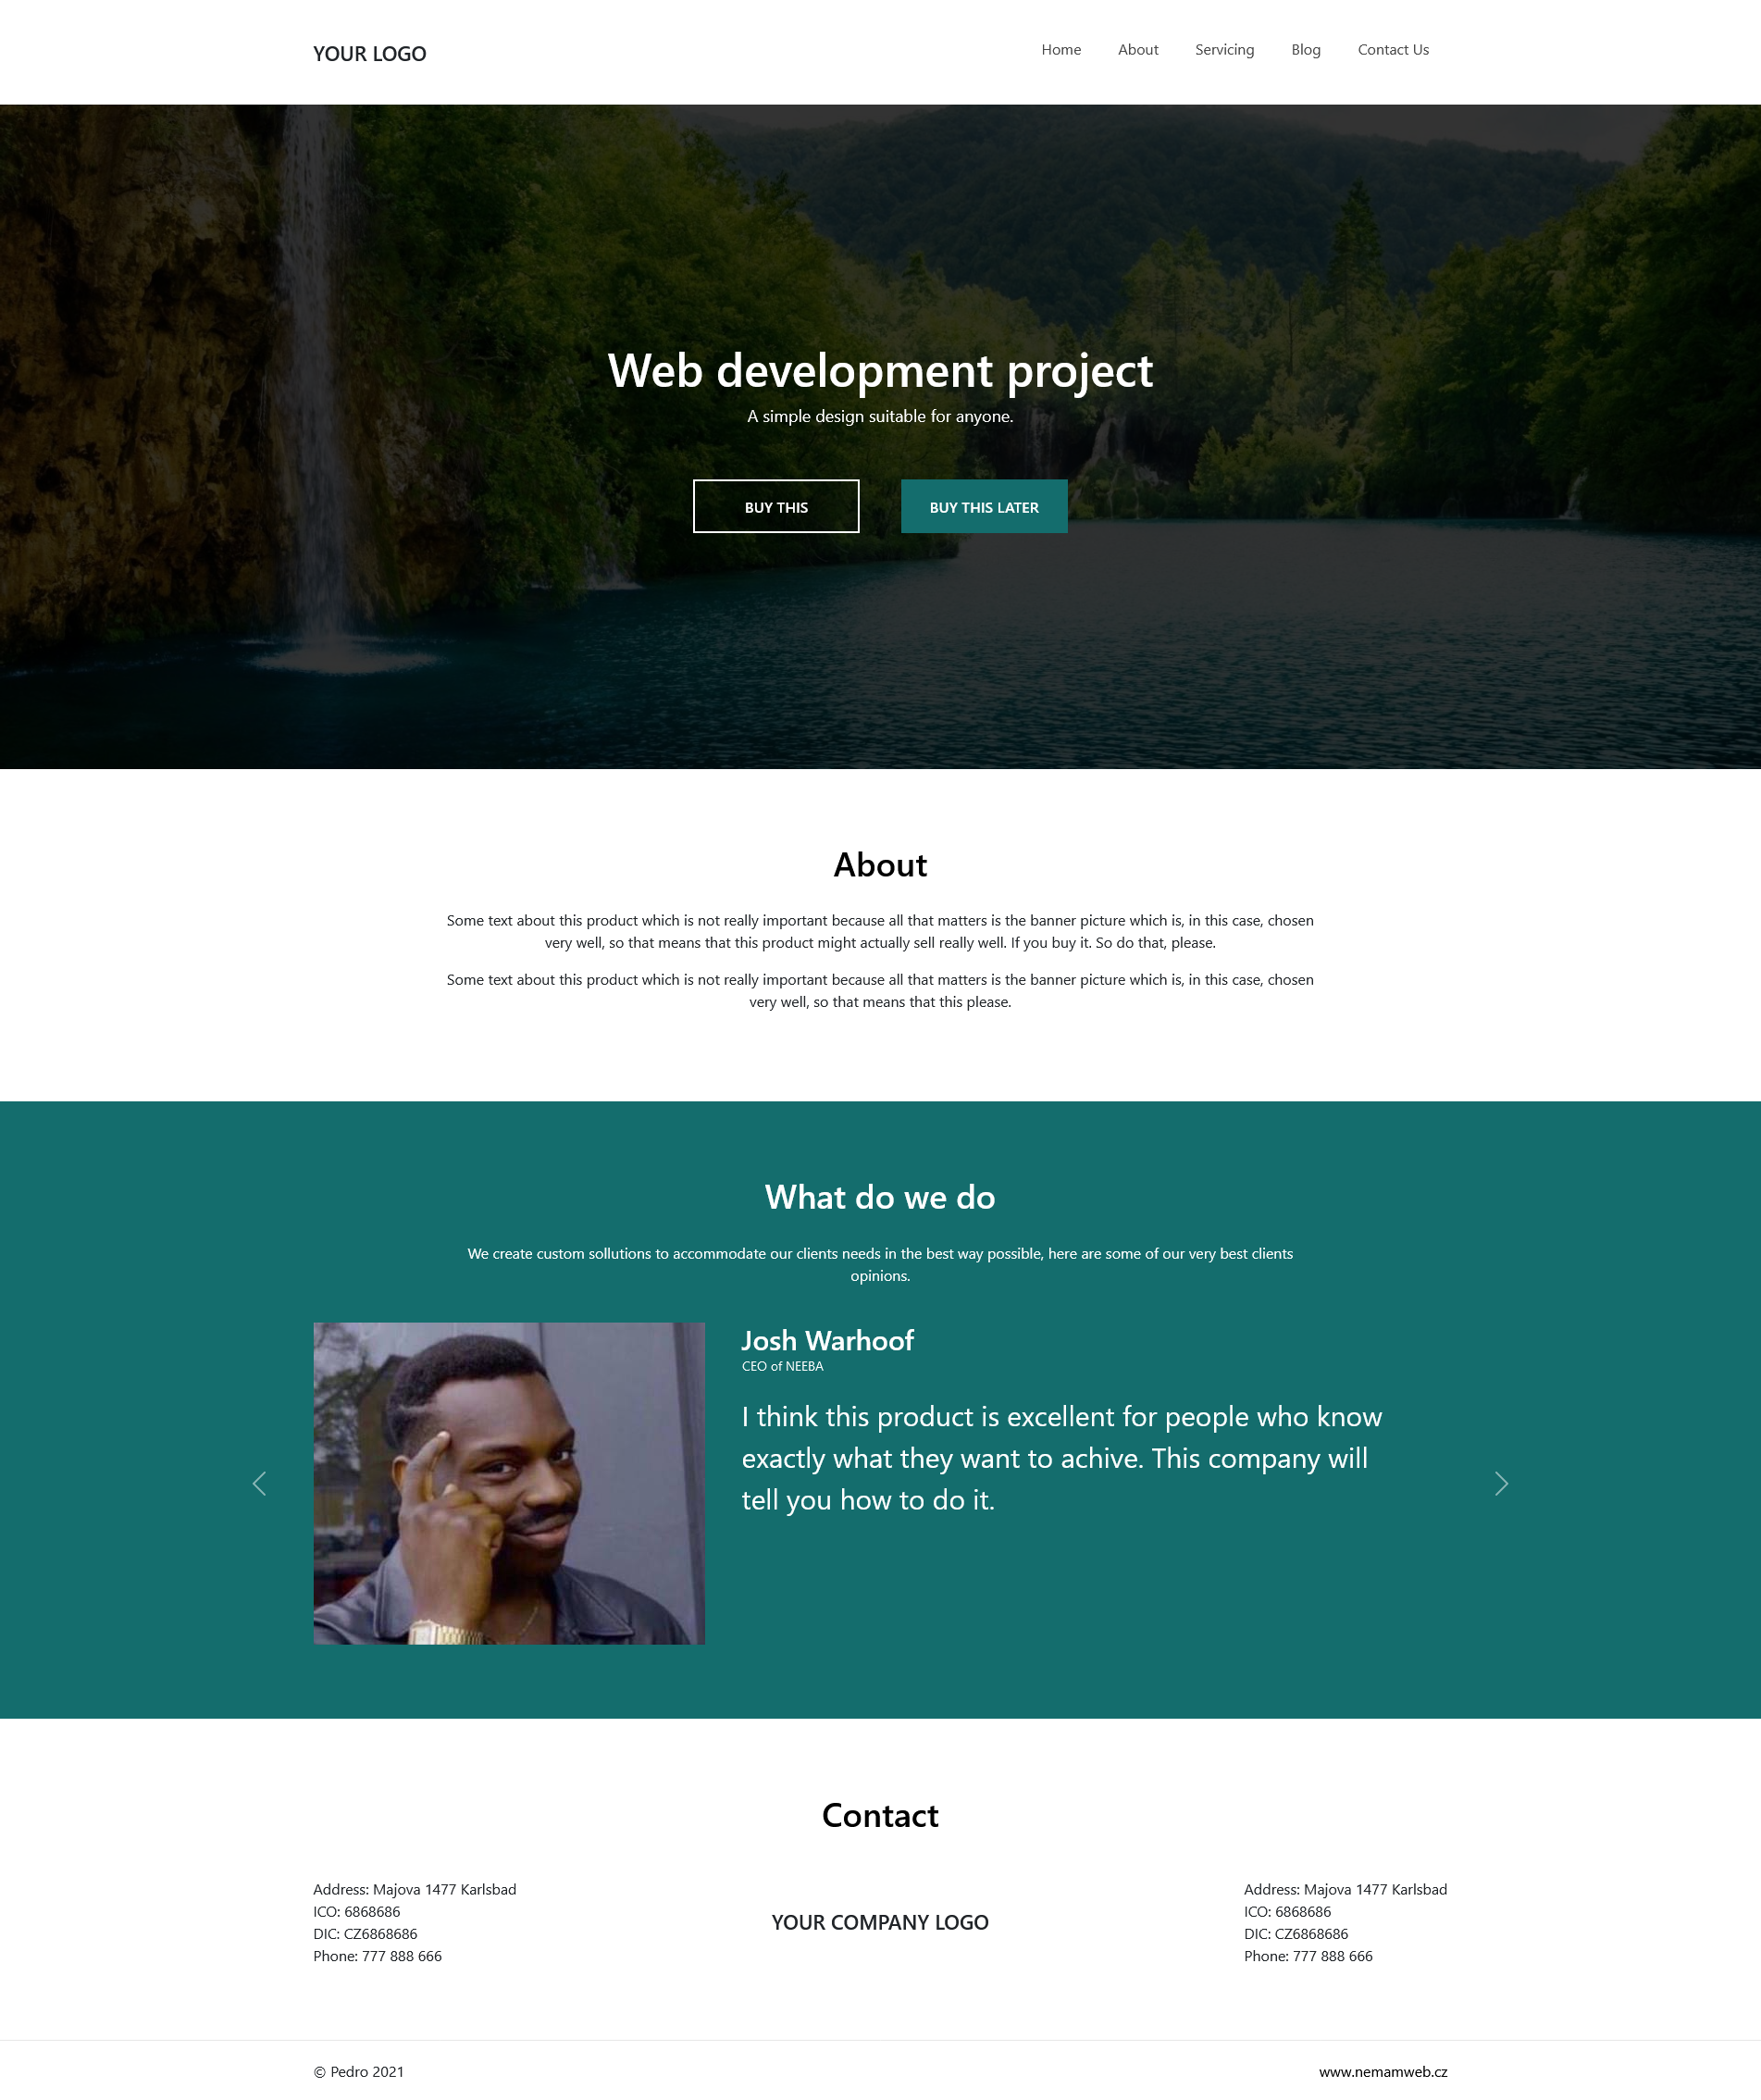 YOUR LOGO
Home About Servicing Blog Contact Us
Web development project
A simple design suitable for anyone.
BUY THIS
BUY THIS LATER
About
Some text about this product which is not really important because all that matters is the banner picture which is, in this case, chosen
very well, so that means that this product might actually sell really well. If you buy it. So do that, please.
Some text about this product which is not really important because all that matters is the banner picture which is, in this case, chosen
very well, so that means that this please.
What do we do
We create custom sollutions to accommodate our clients needs in the best way possible, here are some of our very best clients
opinions.
Josh Warhoof
CEO of NEEBA
I think this product is excellent for people who know
exactly what they want to achive. This company will
tell you how to do it.
Contact
Address: Majova 1477 Karlsbad
ICO: 6868686
DIC: CZ6868686
Phone: 777 888 666
YOUR COMPANY LOGO
Address: Majova 1477 Karlsbad
ICO: 6868686
DIC: CZ6868686
Phone: 777 888 666
© Pedro 2021
www.nemamweb.cz